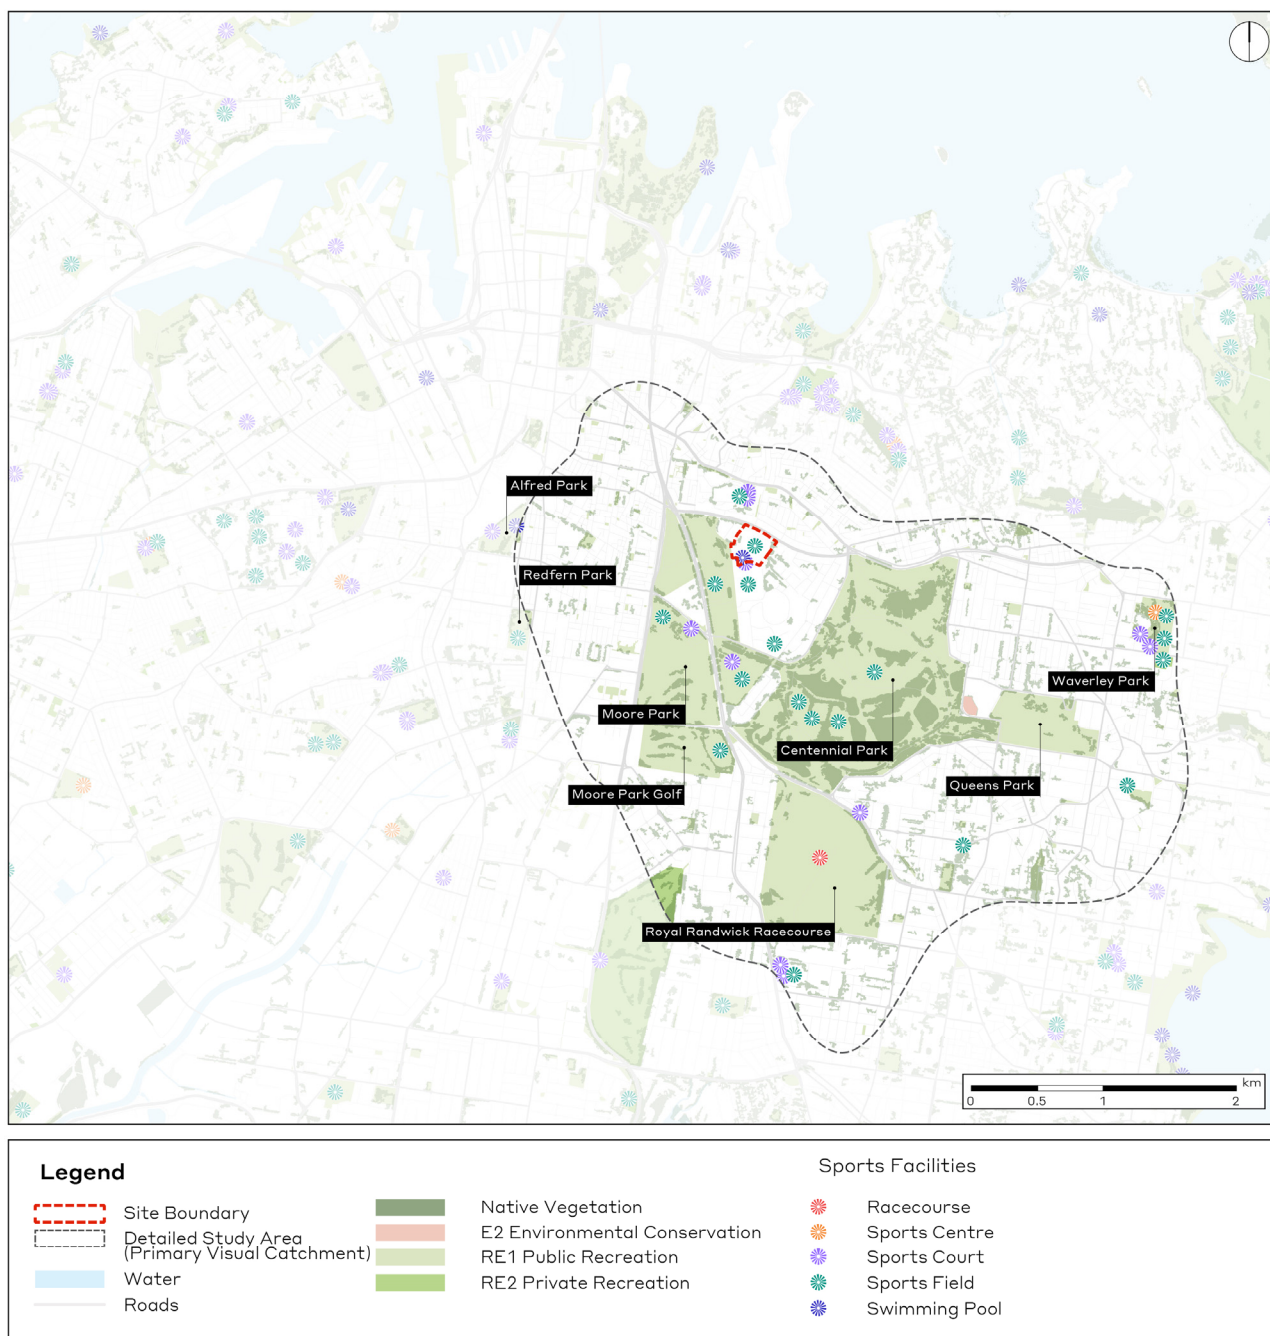 Alfred Park
Redfern Park
Waverley Park
Moore Park
Centennial Park
Queens Park
Moore Park Golf
Royal Randwick Racecourse
km
0 0.5 1 2
Legend
Site Boundary
Detailed Study Area
(Primary Visual Catchment)
Water
Roads
Native Vegetation
E2 Environmental Conservation
RE1 Public Recreation
RE2 Private Recreation
Sports Facilities
Racecourse
Sports Centre
Sports Court
Sports Field
Swimming Pool